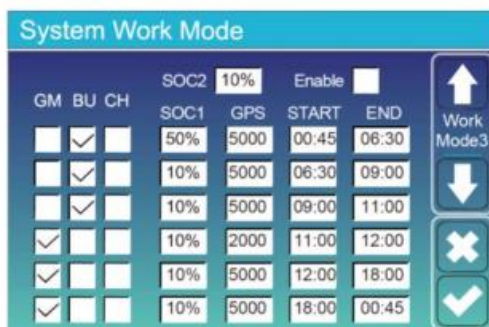 System Work Mode
SOC2 10% Enable
GM BU CH
SOC1 GPS START END
Work
Mode3
50% 5000 00:45 06:30
10% 5000 06:30 09:00
10% 5000 09:00 11:00
10% 2000 11:00 12:00
10% 5000 12:00 18:00
10% 5000 18:00 00:45